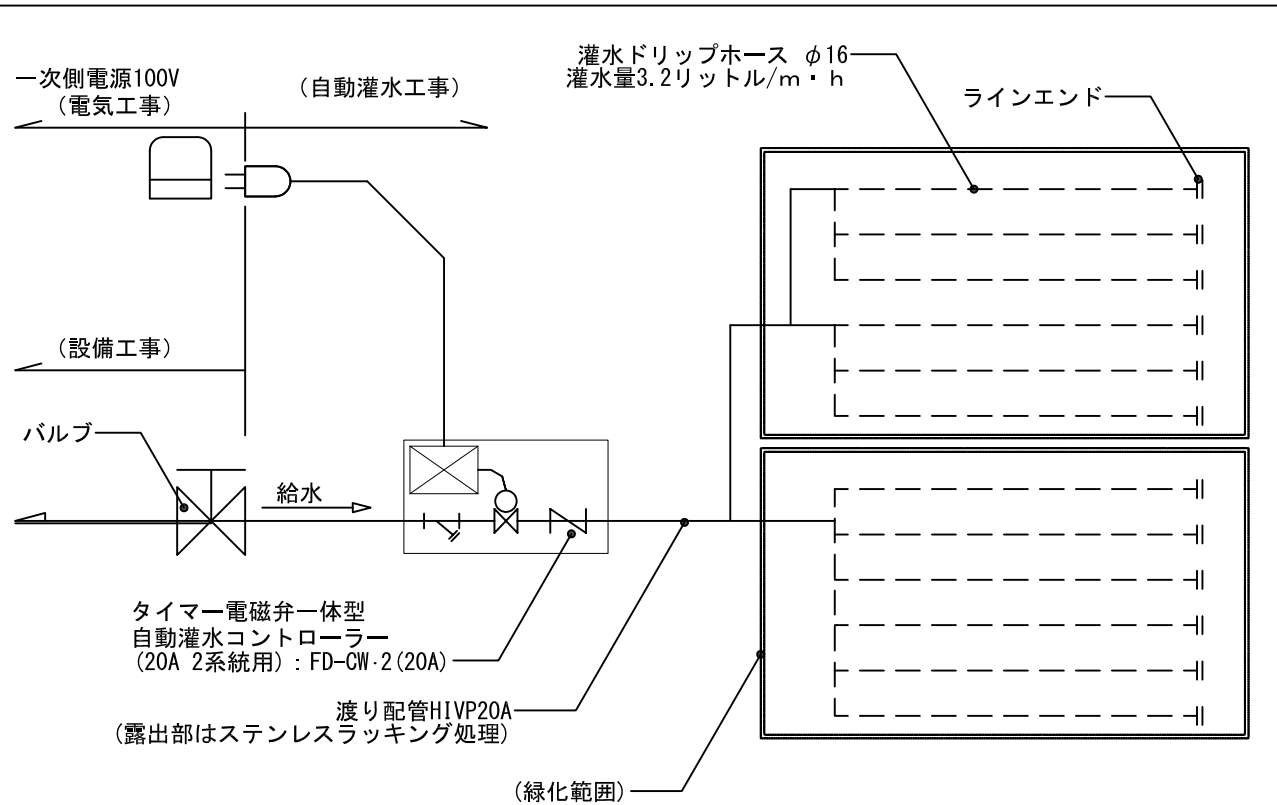 一次側電源100V
(電気工事)
(自動灌水工事)
灌水ドリップホース φ16
灌水量3.2リットル/m・h
ラインエンド
(設備工事)
バルブ
給水
タイマー電磁弁一体型
自動灌水コントローラー
(20A 2系統用) : FD-CW·2(20A)
渡り配管HIVP20A
(露出部はステンレスラッキング処理)
(緑化範囲)